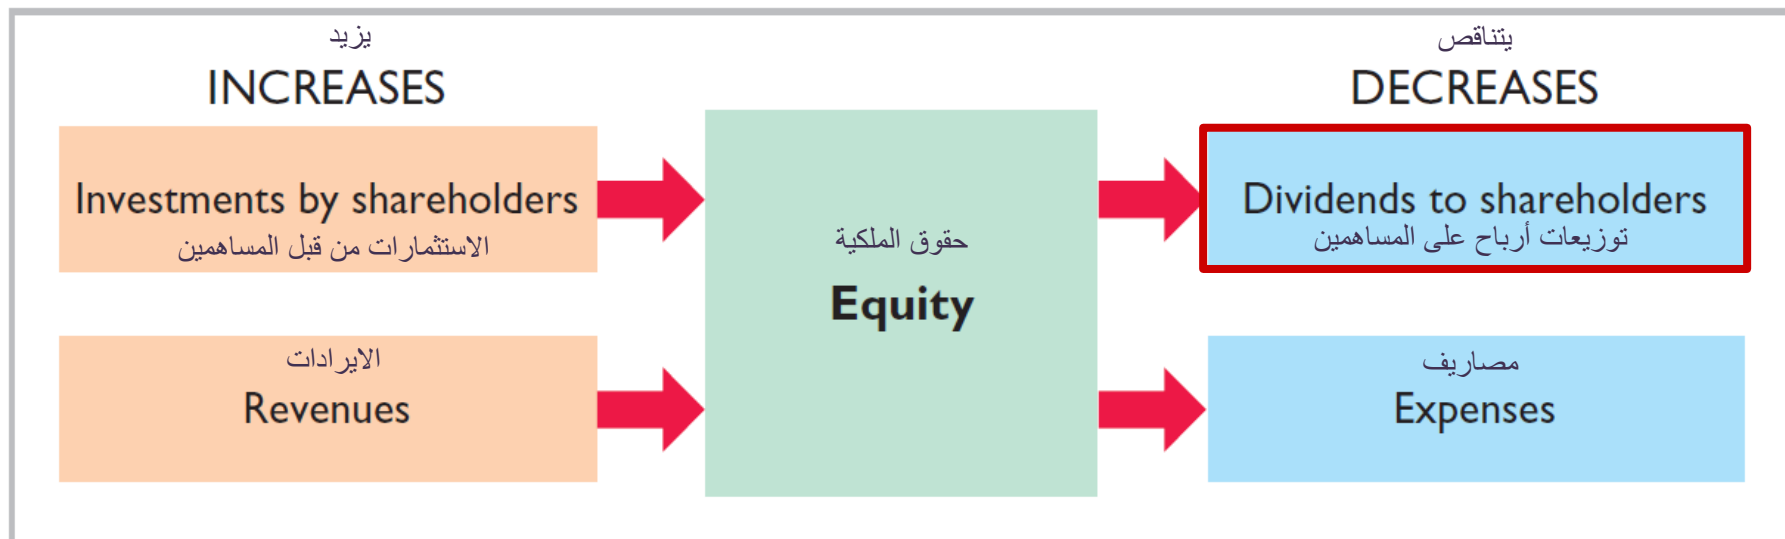 يزيد
INCREASES
يتناقص
DECREASES
Investments by shareholders
الاستثمارات من قبل المساهمين
حقوق الملكية
Equity
Dividends to shareholders
توزيعات أرباح على المساهمين
الايرادات
Revenues
مصاريف
Expenses